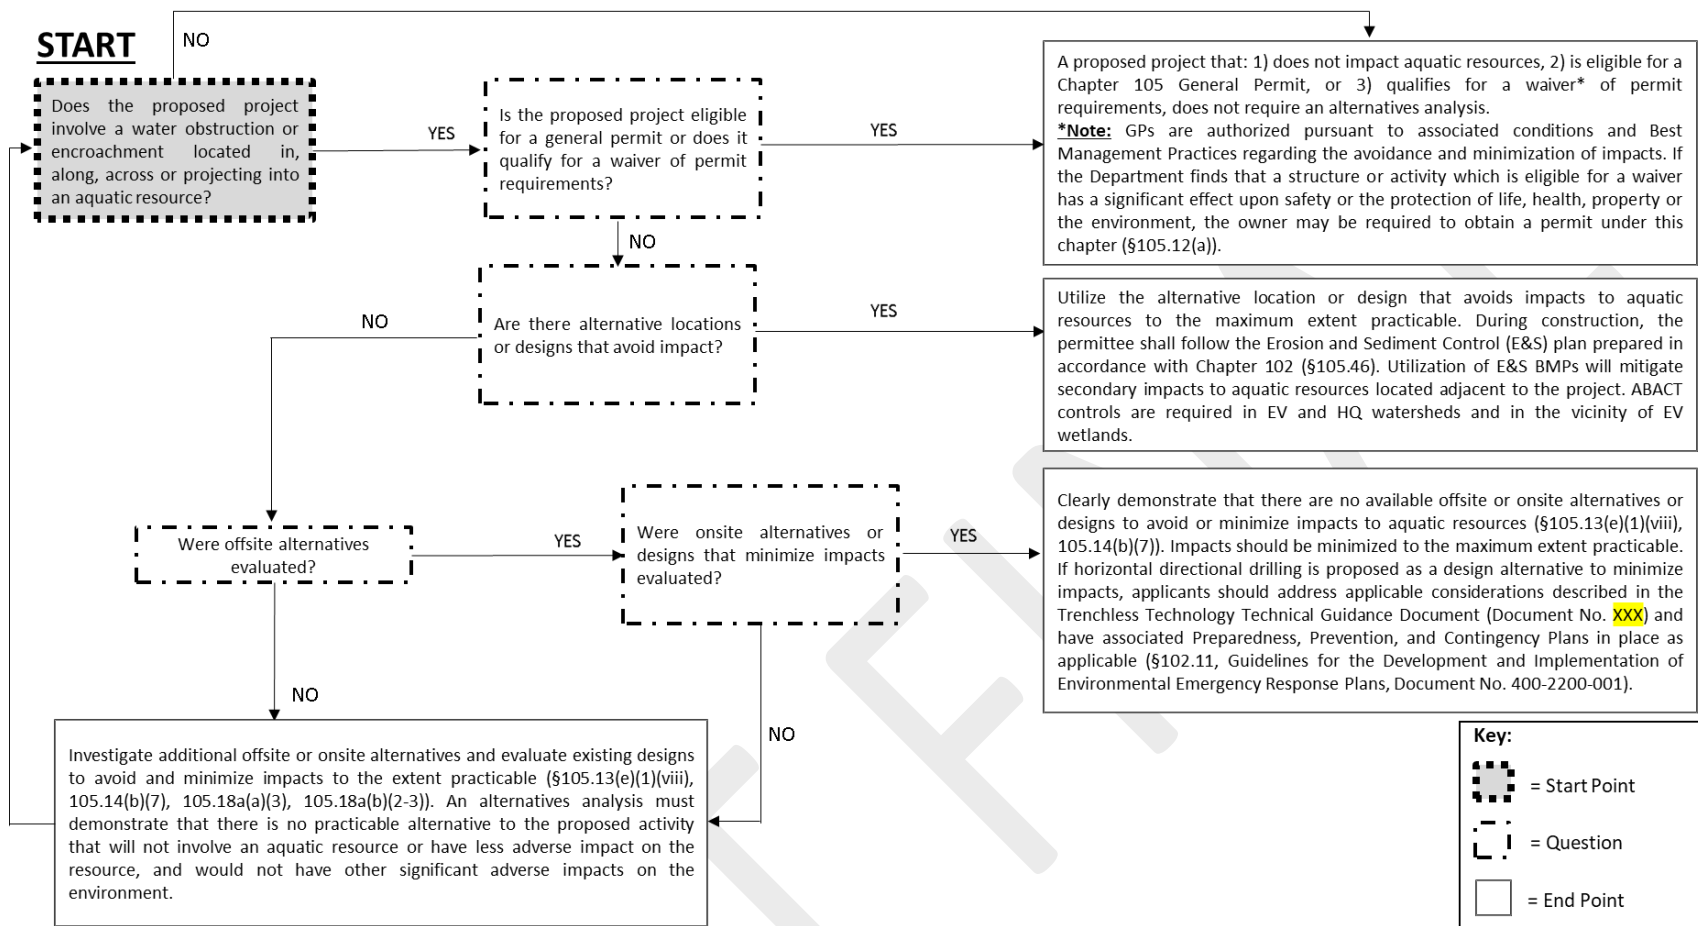 START
NO
Does the proposed project
involve a water obstruction or
encroachment located in,
along, across or projecting into
an aquatic resource?
YES
Is the proposed project eligible
for a general permit or does it
qualify for a waiver of permit
requirements?
YES
A proposed project that: 1) does not impact aquatic resources, 2) is eligible for a
Chapter 105 General Permit, or 3) qualifies for a waiver* of permit
requirements, does not require an alternatives analysis.
*Note: GPs are authorized pursuant to associated conditions and Best
Management Practices regarding the avoidance and minimization of impacts. If
the Department finds that a structure or activity which is eligible for a waiver
has a significant effect upon safety or the protection of life, health, property or
the environment, the owner may be required to obtain a permit under this
chapter (§105.12(a)).
NO
Are there alternative locations
or designs that avoid impact?
NO
YES
Utilize the alternative location or design that avoids impacts to aquatic
resources to the maximum extent practicable. During construction, the
permittee shall follow the Erosion and Sediment Control (E&S) plan prepared in
accordance with Chapter 102 (§105.46). Utilization of E&S BMPs will mitigate
secondary impacts to aquatic resources located adjacent to the project. ABACT
controls are required in EV and HQ watersheds and in the vicinity of EV
wetlands.
Were offsite alternatives
evaluated?
YES
Were onsite alternatives or
designs that minimize impacts
evaluated?
YES
Clearly demonstrate that there are no available offsite or onsite alternatives or
designs to avoid or minimize impacts to aquatic resources (§105.13(e)(1)(viii),
105.14(b)(7)). Impacts should be minimized to the maximum extent practicable.
If horizontal directional drilling is proposed as a design alternative to minimize
impacts, applicants should address applicable considerations described in the
Trenchless Technology Technical Guidance Document (Document No. XXX) and
have associated Preparedness, Prevention, and Contingency Plans in place as
applicable (§102.11, Guidelines for the Development and Implementation of
Environmental Emergency Response Plans, Document No. 400-2200-001).
NO
NO
Investigate additional offsite or onsite alternatives and evaluate existing designs
to avoid and minimize impacts to the extent practicable (§105.13(e)(1)(viii),
105.14(b)(7), 105.18a(a)(3), 105.18a(b)(2-3)). An alternatives analysis must
demonstrate that there is no practicable alternative to the proposed activity
that will not involve an aquatic resource or have less adverse impact on the
resource, and would not have other significant adverse impacts on the
environment.
Key:
= Start Point
= Question
= End Point